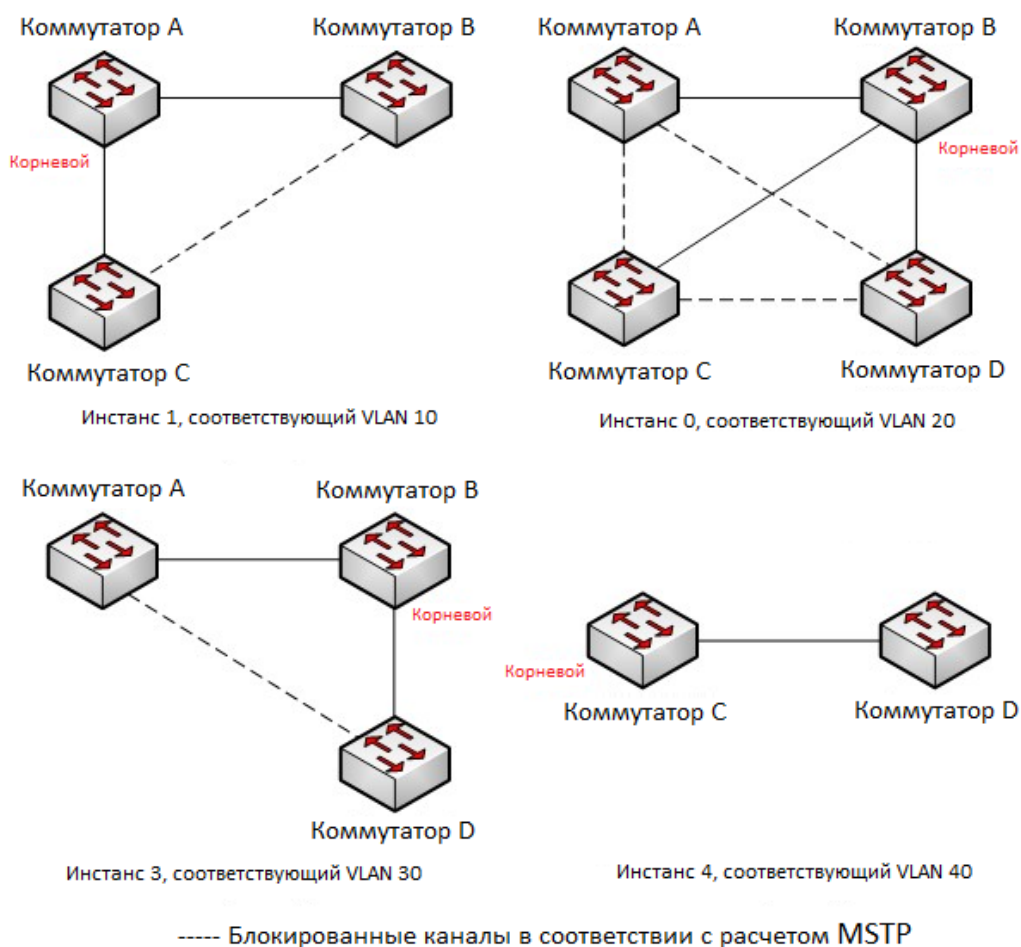 Коммутатор A
Коммутатор B
Корневой
Коммутатор C
Инстанс 1, соответствующий VLAN 10
Коммутатор A
Коммутатор B
Корневой
Коммутатор C
Коммутатор D
Инстанс 0, соответствующий VLAN 20
Коммутатор A
Коммутатор B
Корневой
Коммутатор D
Инстанс 3, соответствующий VLAN 30
Корневой
Коммутатор C
Коммутатор D
Инстанс 4, соответствующий VLAN 40
----- Блокированные каналы в соответствии с расчетом MSTP